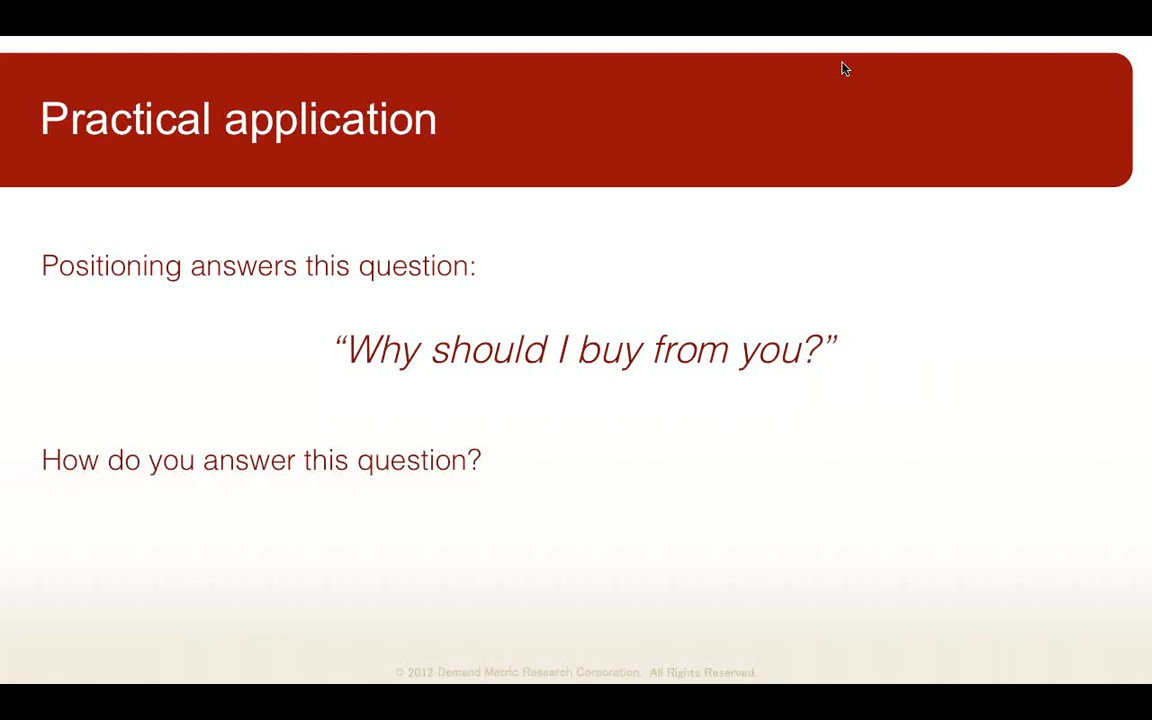 Practical application
Positioning answers this question:
“Why should I buy from you?”
How do you answer this question?
© 2012 Demand Metric Research Corporation. All Rights Reserved.